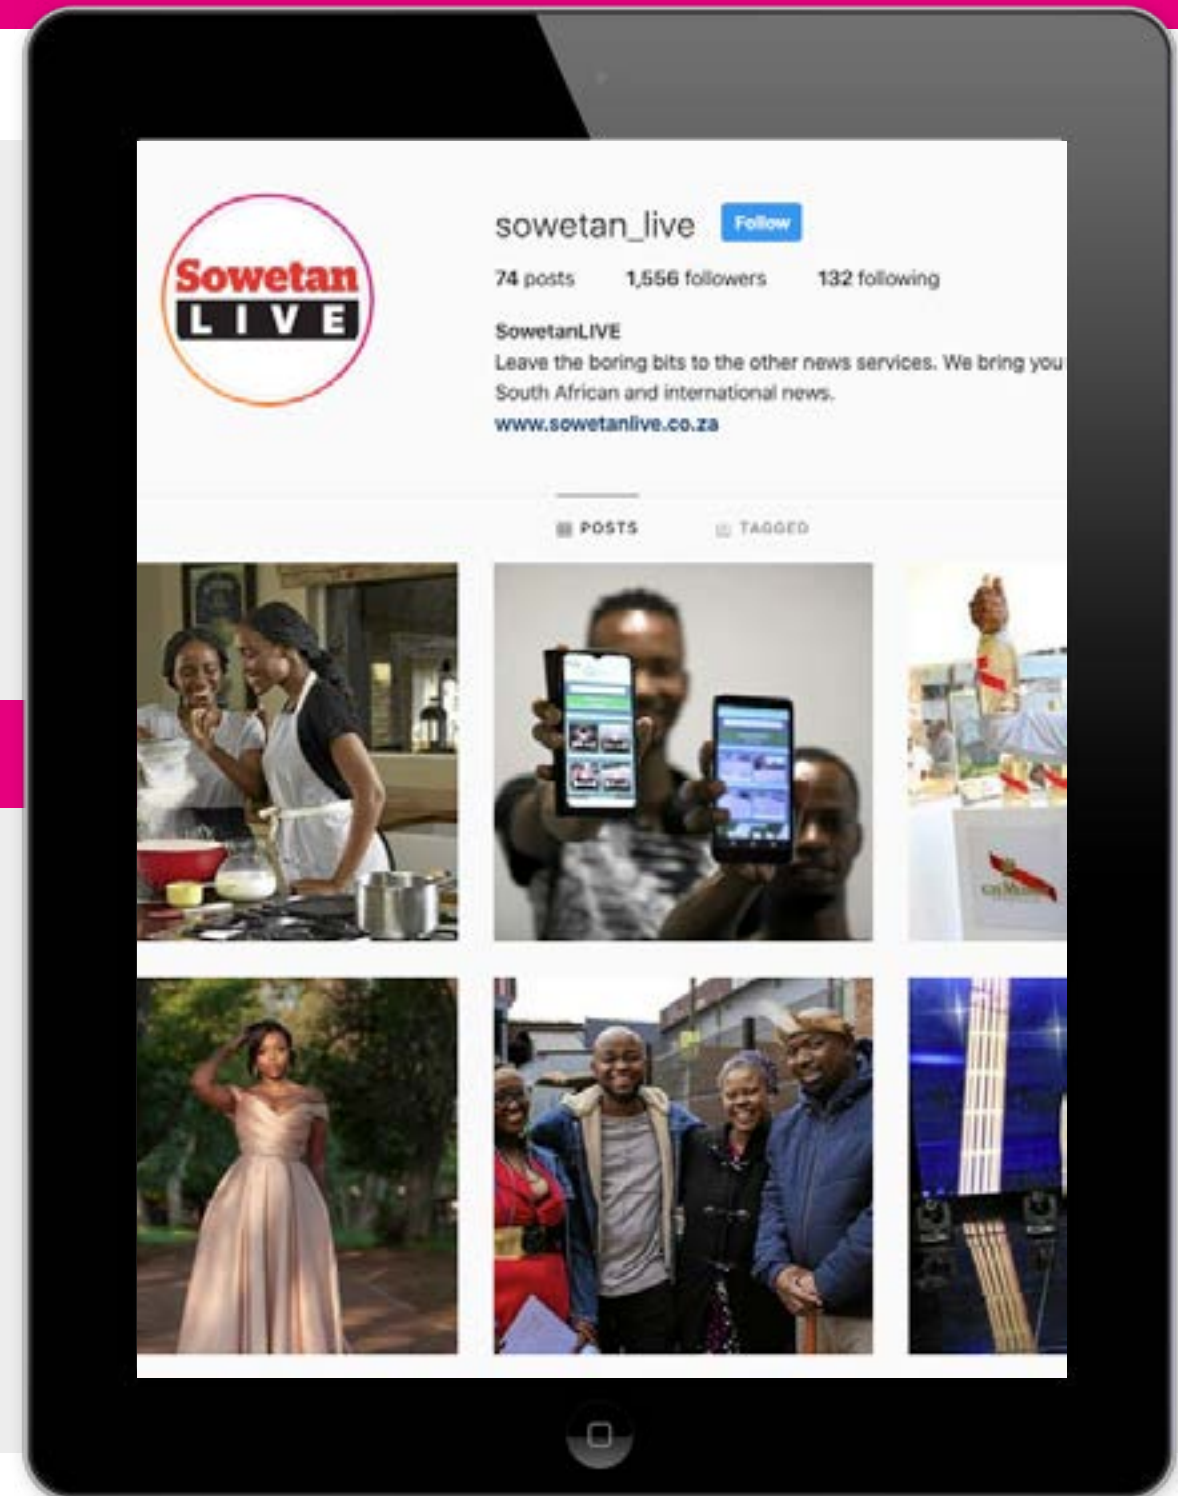 Sowetan
LIVE
sowetan_live Follow
74 posts 1,556 followers 132 following
SowetanLIVE
Leave the boring bits to the other news services. We bring you
South African and international news.
www.sowetanlive.co.za
POSTS TAGGED